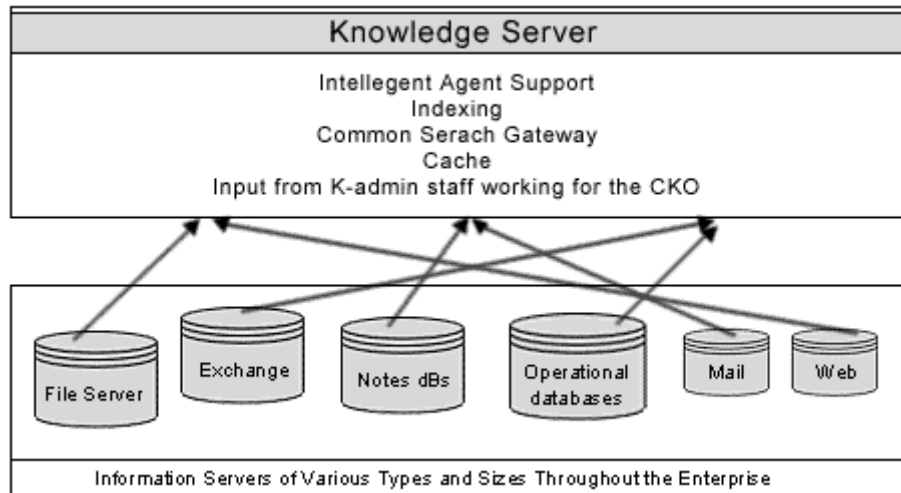 Knowledge Server
Intellegent Agent Support
Indexing
Common Serach Gateway
Cache
Input from K-admin staff working for the CKO
File Server
Exchange
Notes dBs
Operational
databases
Mail
Web
Information Servers of Various Types and Sizes Throughout the Enterprise